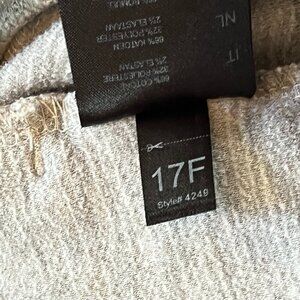 IT
66% COTONE
32% POLIESTERE
2% ELASTAN
NL
66% KATOEN
32% POLYESTER
2% ELASTAAN
17F
Style# 4249